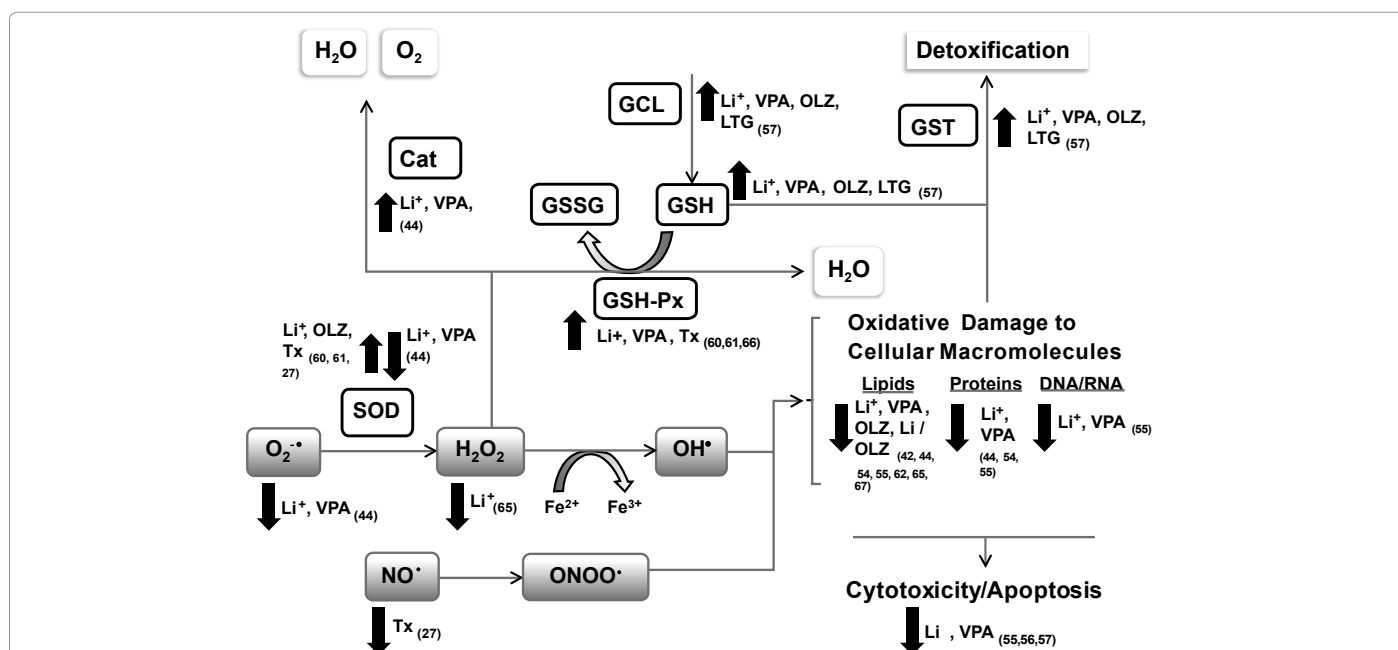 H2O
O2
Detoxification
GCL
Li+, VPA, OLZ,
LTG (57)
GST
Li+, VPA, OLZ,
LTG (57)
Cat
Li+, VPA,
(44)
GSSG
GSH
Li+, VPA, OLZ, LTG (57)
H2O
GSH-Px
Li+, VPA, Tx (60,61,66)
Li+, OLZ,
Tx (60, 61,
27)
Li+, VPA
(44)
SOD
Oxidative Damage to
Cellular Macromolecules
Lipids
Li+, VPA,
OLZ, Li /
OLZ (42, 44,
54, 55, 62, 65,
67)
Proteins
Li+,
VPA
(44, 54,
55)
DNA/RNA
Li+, VPA (55)
O2-•
H2O2
OH•
Li+, VPA (44)
Li+ (65)
Fe2+
Fe3+
NO•
ONOO•
Tx (27)
Cytotoxicity/Apoptosis
Li , VPA (55,56,57)